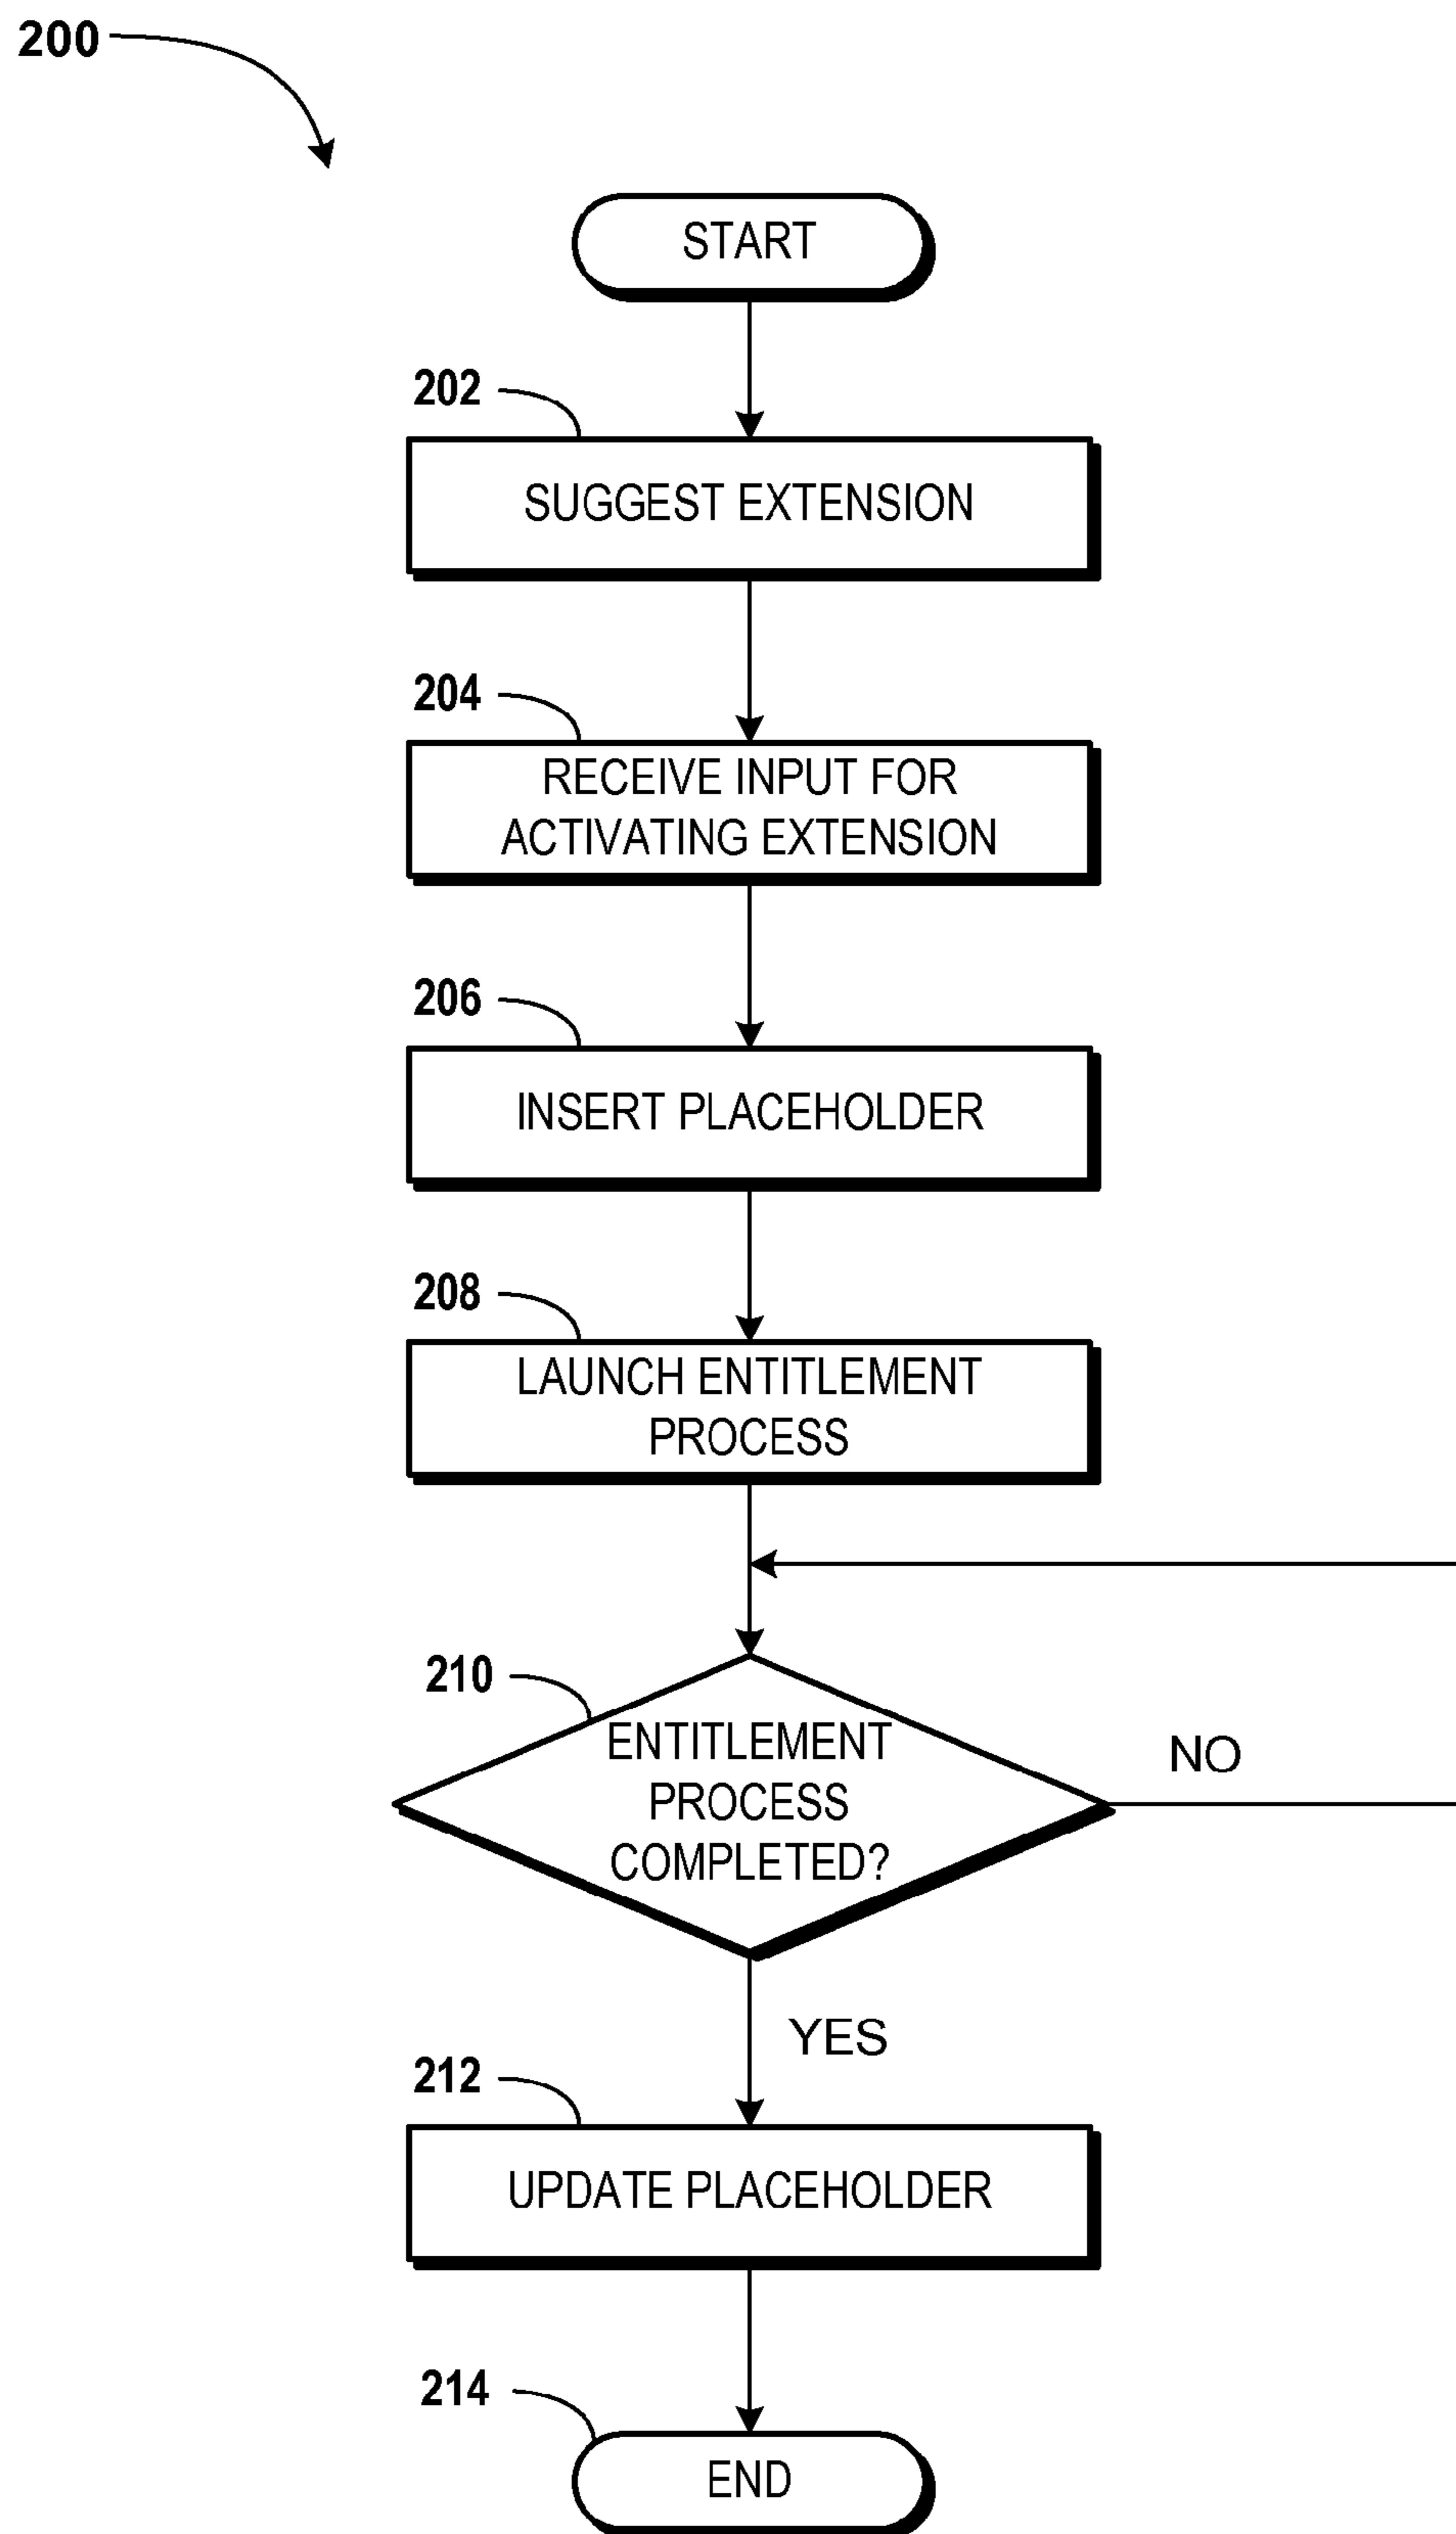 200
START
202
SUGGEST EXTENSION
204
RECEIVE INPUT FOR
ACTIVATING EXTENSION
206
INSERT PLACEHOLDER
208
LAUNCH ENTITLEMENT
PROCESS
210
ENTITLEMENT
PROCESS
COMPLETED?
NO
YES
212
UPDATE PLACEHOLDER
214
END